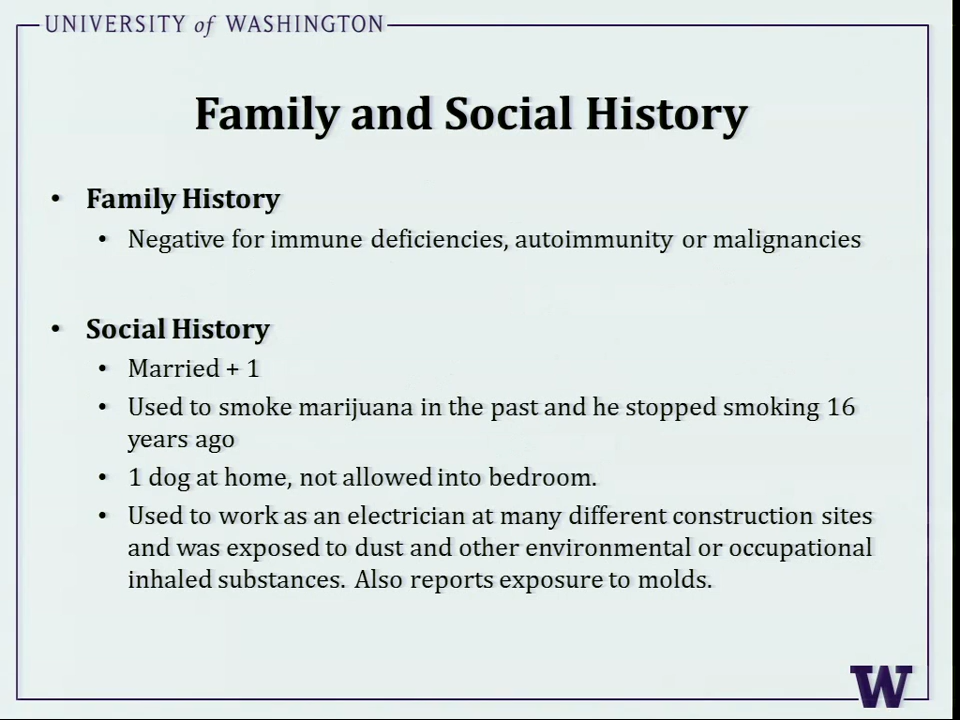 UNIVERSITY of WASHINGTON
Family and Social History
• Family History
• Negative for immune deficiencies, autoimmunity or malignancies
• Social History
• Married + 1
• Used to smoke marijuana in the past and he stopped smoking 16
years ago
• 1 dog at home, not allowed into bedroom.
• Used to work as an electrician at many different construction sites
and was exposed to dust and other environmental or occupational
inhaled substances. Also reports exposure to molds.
W